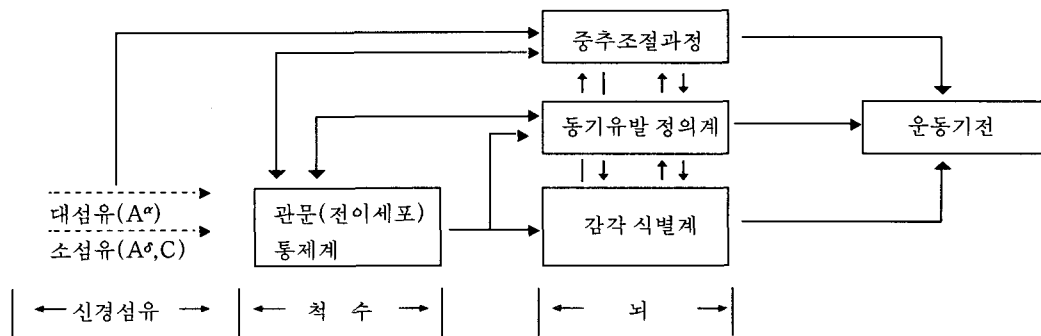 중추조절과정
동기유발 정의계
운동기전
대섬유(Aα)
소섬유(Aδ,C)
관문(전이세포)
통제계
감각 식별계
신경섬유
척 수
뇌